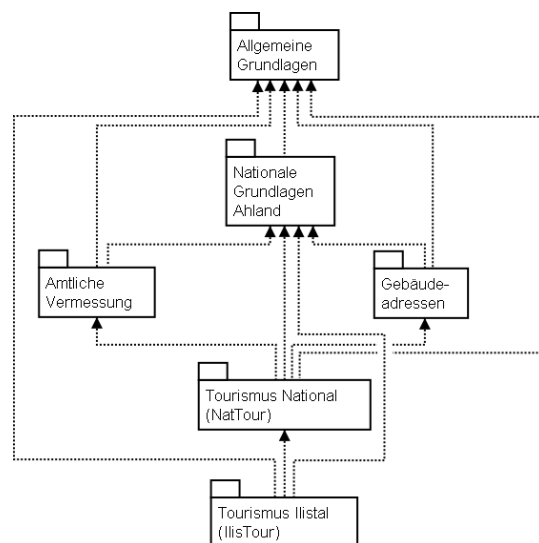 Allgemeine
Grundlagen
Nationale
Grundlagen
Ahland
Amtliche
Vermessung
Gebäude-
adressen
Tourismus National
(NatTour)
Tourismus Ilistal
(IlisTour)